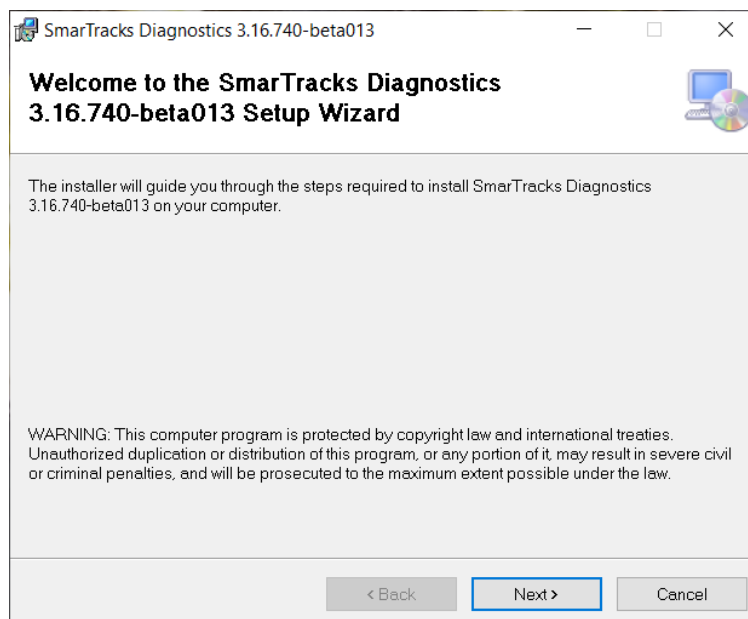 SmarTracks Diagnostics 3.16.740-beta013
Welcome to the SmarTracks Diagnostics
3.16.740-beta013 Setup Wizard
The installer will guide you through the steps required to install SmarTracks Diagnostics
3.16.740-beta013 on your computer.
WARNING: This computer program is protected by copyright law and international treaties.
Unauthorized duplication or distribution of this program, or any portion of it, may result in severe civil
or criminal penalties, and will be prosecuted to the maximum extent possible under the law.
< Back Next > Cancel